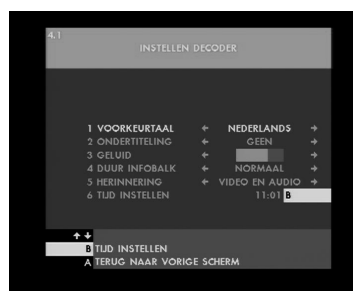 4.1
INSTELLEN DECODER
1 VOORKEURTAAL ← NEDERLANDS →
2 ONDERTITELING ← GEEN →
3 GELUID ← →
4 DUUR INFOBALK ← NORMAAL →
5 HERINNERING ← VIDEO EN AUDIO →
6 TIJD INSTELLEN 11:01 B
↑ ↓
B TIJD INSTELLEN
A TERUG NAAR VORIGE SCHERM